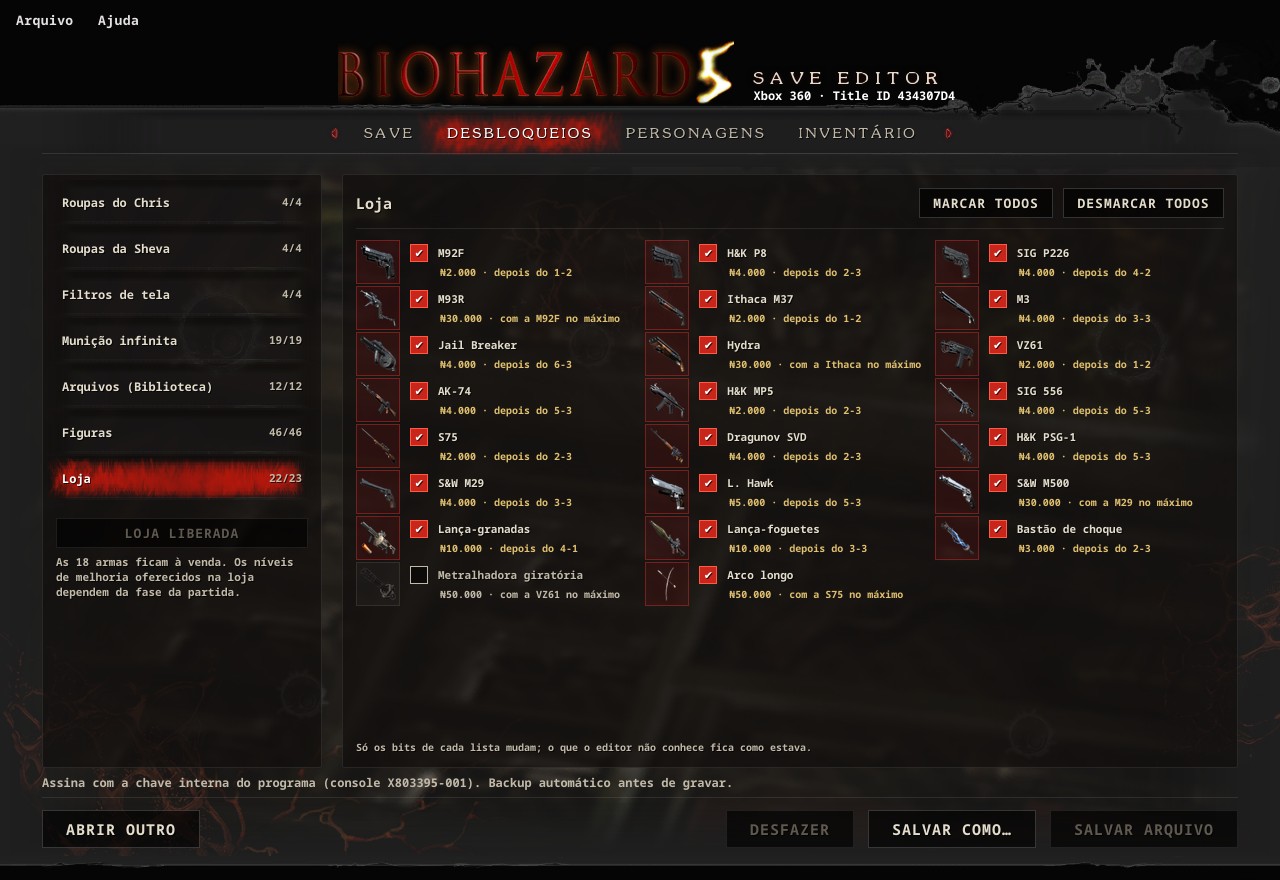 Arquivo Ajuda
BIOHAZARD 5
SAVE EDITOR
Xbox 360 · Title ID 434307D4
SAVE DESBLOQUEIOS PERSONAGENS INVENTÁRIO
Roupas do Chris 4/4
Roupas da Sheva 4/4
Filtros de tela 4/4
Munição infinita 19/19
Arquivos (Biblioteca) 12/12
Figuras 46/46
Loja 22/23
LOJA LIBERADA
As 18 armas ficam à venda. Os níveis
de melhoria oferecidos na loja
dependem da fase da partida.
Loja MARCAR TODOS DESMARCAR TODOS
M92F H&K P8 SIG P226
₦2.000 · depois do 1-2 ₦4.000 · depois do 2-3 ₦4.000 · depois do 4-2
M93R Ithaca M37 M3
₦30.000 · com a M92F no máximo ₦2.000 · depois do 1-2 ₦4.000 · depois do 3-3
Jail Breaker Hydra VZ61
₦4.000 · depois do 6-3 ₦30.000 · com a Ithaca no máximo ₦2.000 · depois do 1-2
AK-74 H&K MP5 SIG 556
₦4.000 · depois do 5-3 ₦2.000 · depois do 2-3 ₦4.000 · depois do 5-3
S75 Dragunov SVD H&K PSG-1
₦2.000 · depois do 2-3 ₦4.000 · depois do 2-3 ₦4.000 · depois do 5-3
S&W M29 L. Hawk S&W M500
₦4.000 · depois do 3-3 ₦5.000 · depois do 5-3 ₦30.000 · com a M29 no máximo
Lança-granadas Lança-foguetes Bastão de choque
₦10.000 · depois do 4-1 ₦10.000 · depois do 3-3 ₦3.000 · depois do 2-3
Metralhadora giratória Arco longo
₦50.000 · com a VZ61 no máximo ₦50.000 · com a S75 no máximo
Só os bits de cada lista mudam; o que o editor não conhece fica como estava.
Assina com a chave interna do programa (console X803395-001). Backup automático antes de gravar.
ABRIR OUTRO DESFAZER SALVAR COMO… SALVAR ARQUIVO